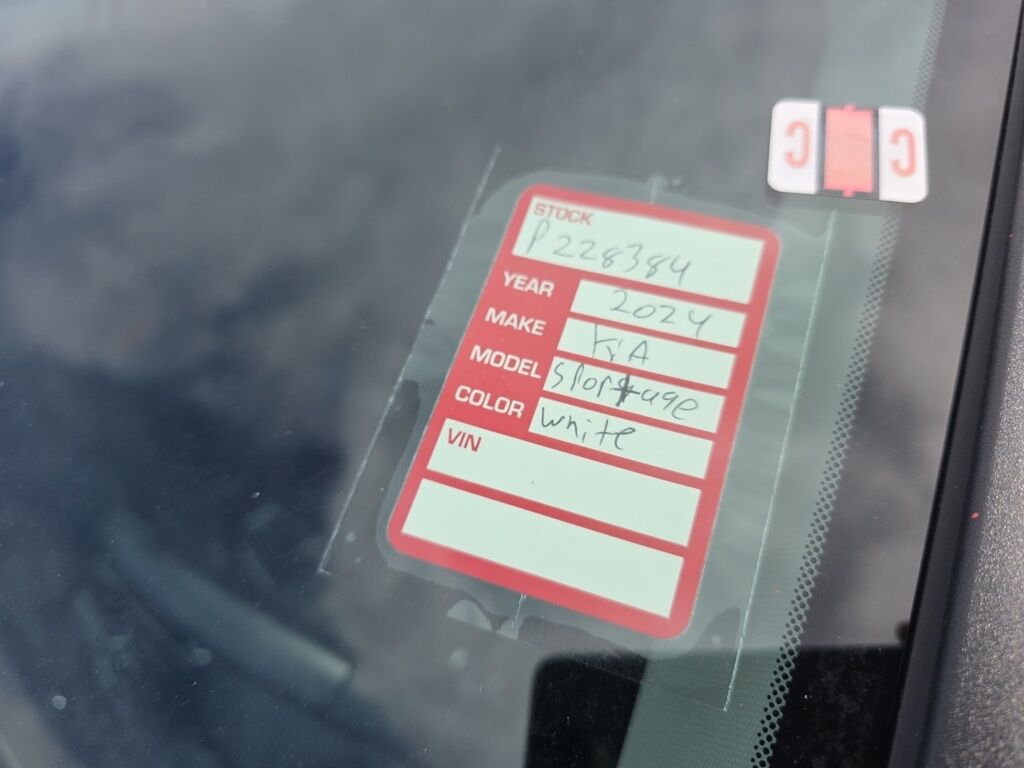 C C
STOCK
P228384
YEAR 2024
MAKE KiA
MODEL Sportage
COLOR white
VIN